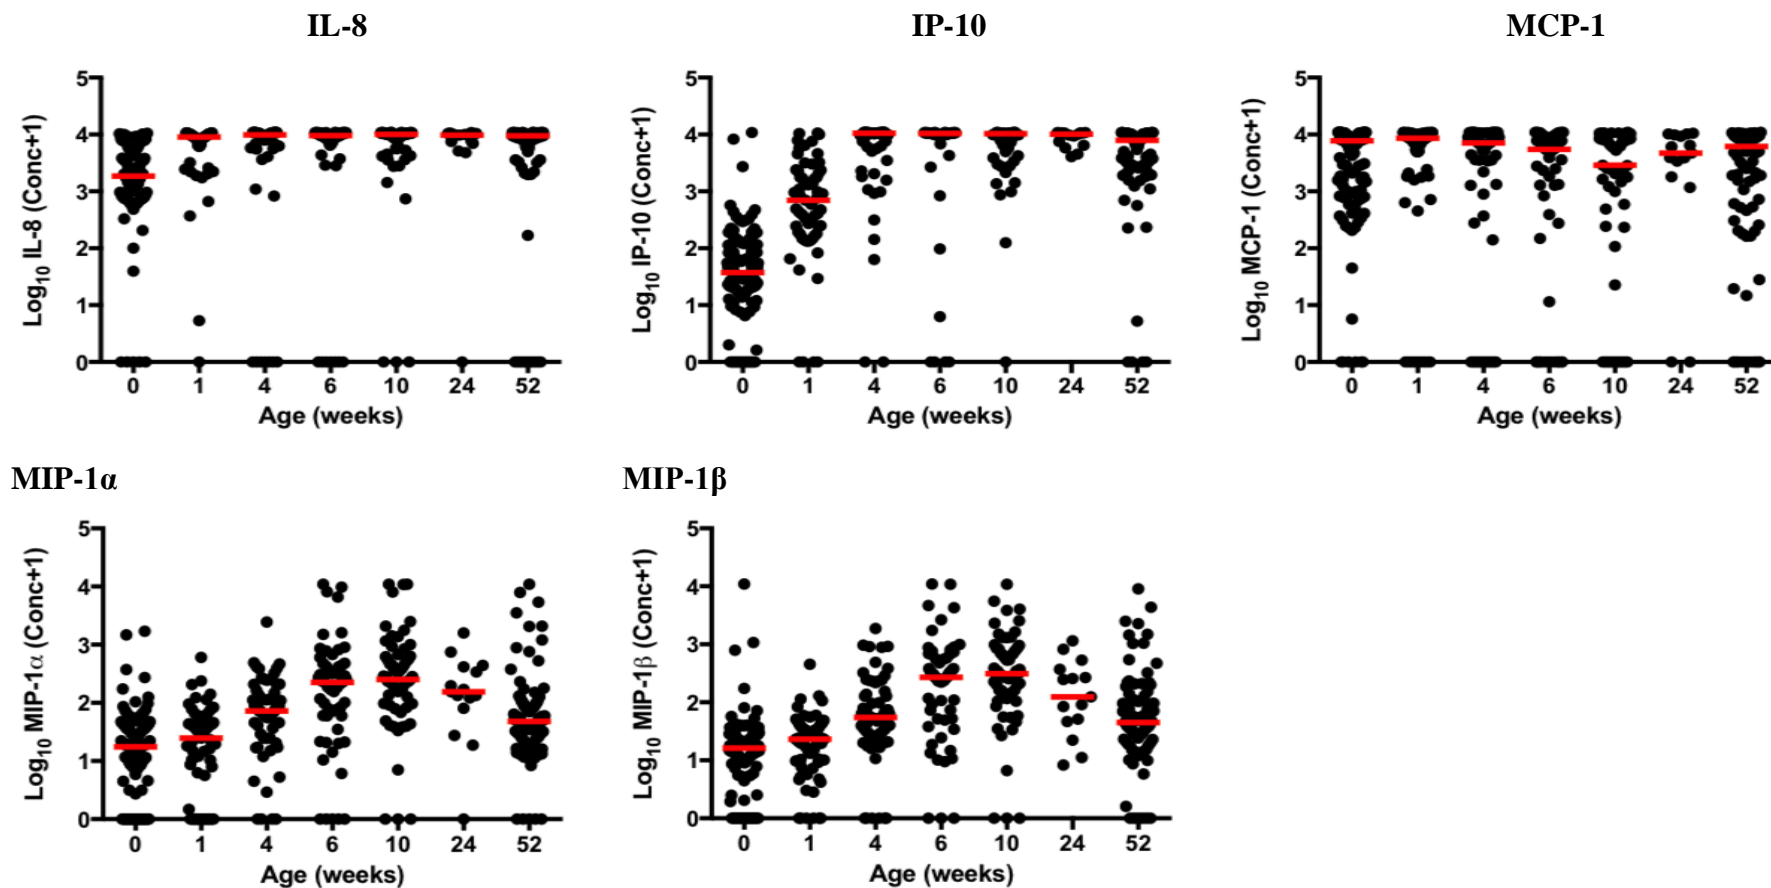 IL-8
IP-10
MCP-1
Log10 IL-8 (Conc+1)
5
4
3
2
1
0
0 1 4 6 10 24 52
Age (weeks)
Log10 IP-10 (Conc+1)
5
4
3
2
1
0
0 1 4 6 10 24 52
Age (weeks)
Log10 MCP-1 (Conc+1)
5
4
3
2
1
0
0 1 4 6 10 24 52
Age (weeks)
MIP-1α
MIP-1β
Log10 MIP-1α (Conc+1)
5
4
3
2
1
0
0 1 4 6 10 24 52
Age (weeks)
Log10 MIP-1β (Conc+1)
5
4
3
2
1
0
0 1 4 6 10 24 52
Age (weeks)